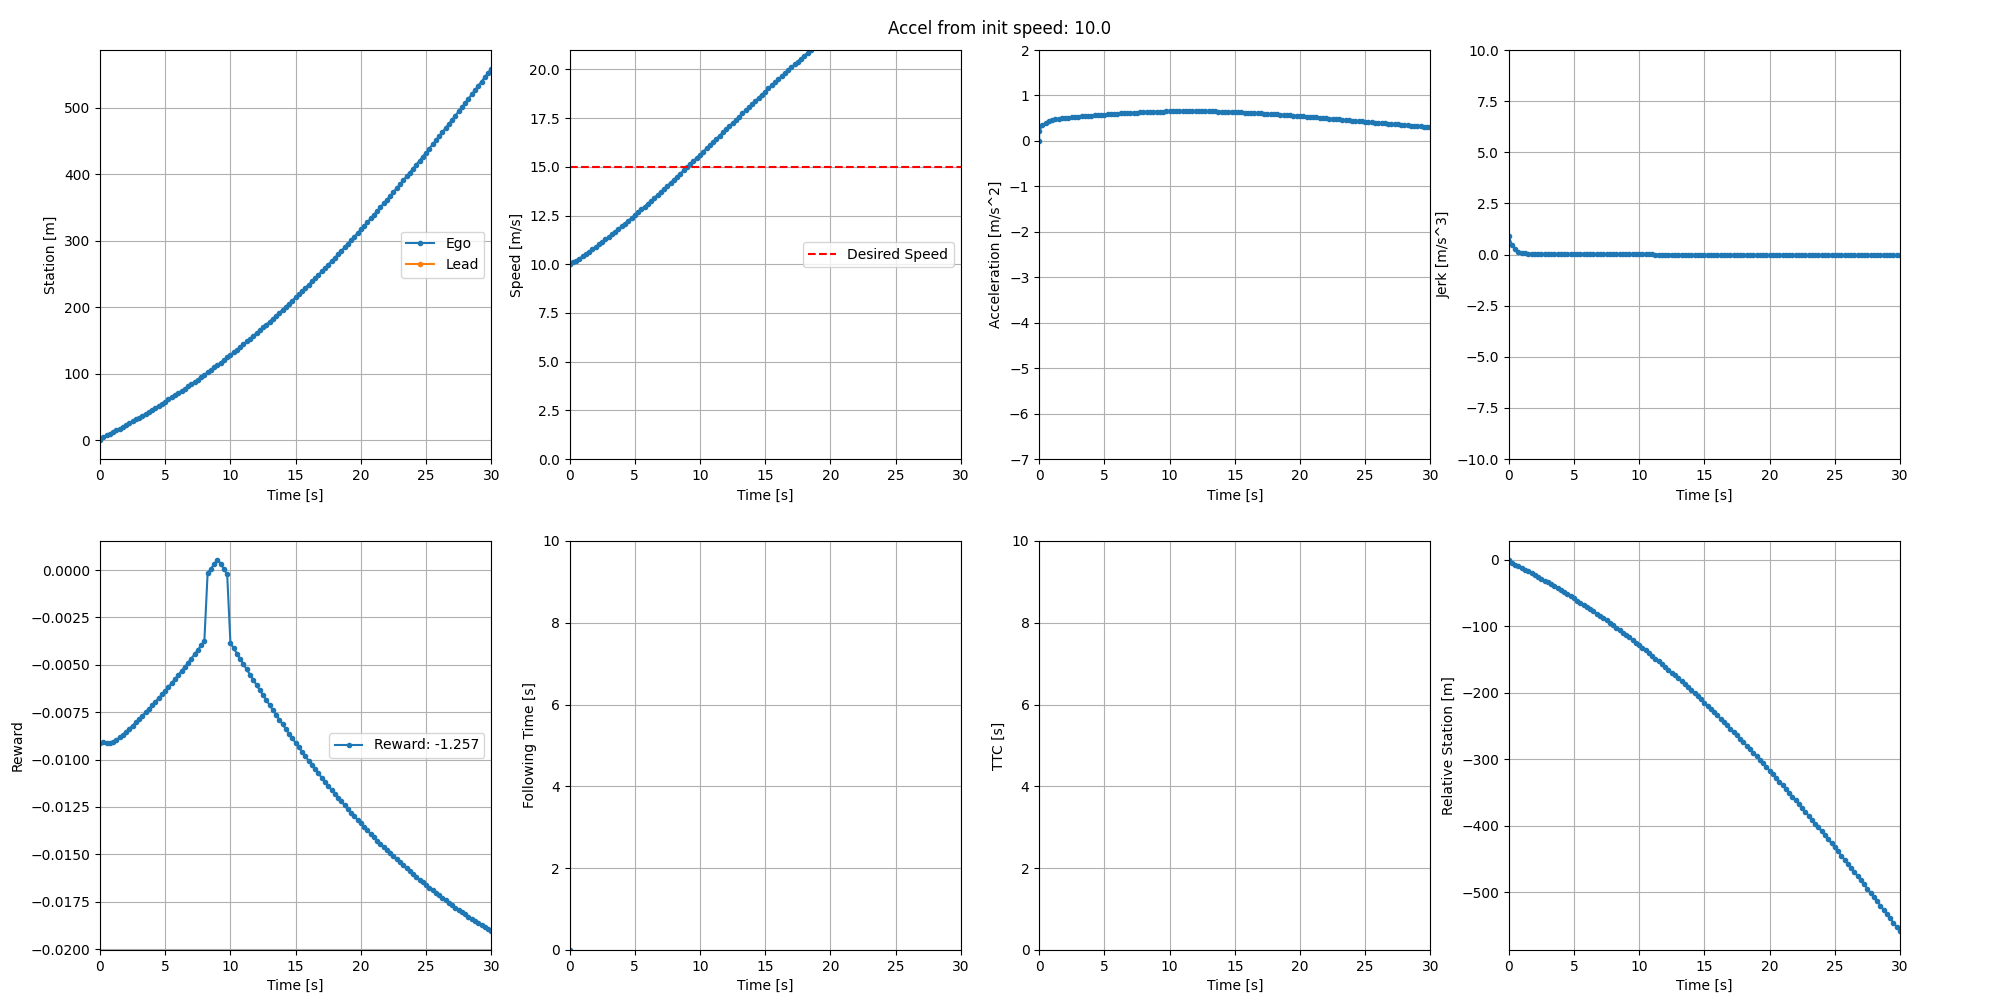 Accel from init speed: 10.0
Station [m]
500
400
300
200
100
0
Ego
Lead
0 5 10 15 20 25 30
Time [s]
Speed [m/s]
20.0
17.5
15.0
12.5
10.0
7.5
5.0
2.5
0.0
Desired Speed
0 5 10 15 20 25 30
Time [s]
Acceleration [m/s^2]
2
1
0
−1
−2
−3
−4
−5
−6
−7
0 5 10 15 20 25 30
Time [s]
Jerk [m/s^3]
10.0
7.5
5.0
2.5
0.0
−2.5
−5.0
−7.5
−10.0
0 5 10 15 20 25 30
Time [s]
Reward
0.0000
−0.0025
−0.0050
−0.0075
−0.0100
−0.0125
−0.0150
−0.0175
−0.0200
Reward: -1.257
0 5 10 15 20 25 30
Time [s]
Following Time [s]
10
8
6
4
2
0
0 5 10 15 20 25 30
Time [s]
TTC [s]
10
8
6
4
2
0
0 5 10 15 20 25 30
Time [s]
Relative Station [m]
0
−100
−200
−300
−400
−500
0 5 10 15 20 25 30
Time [s]